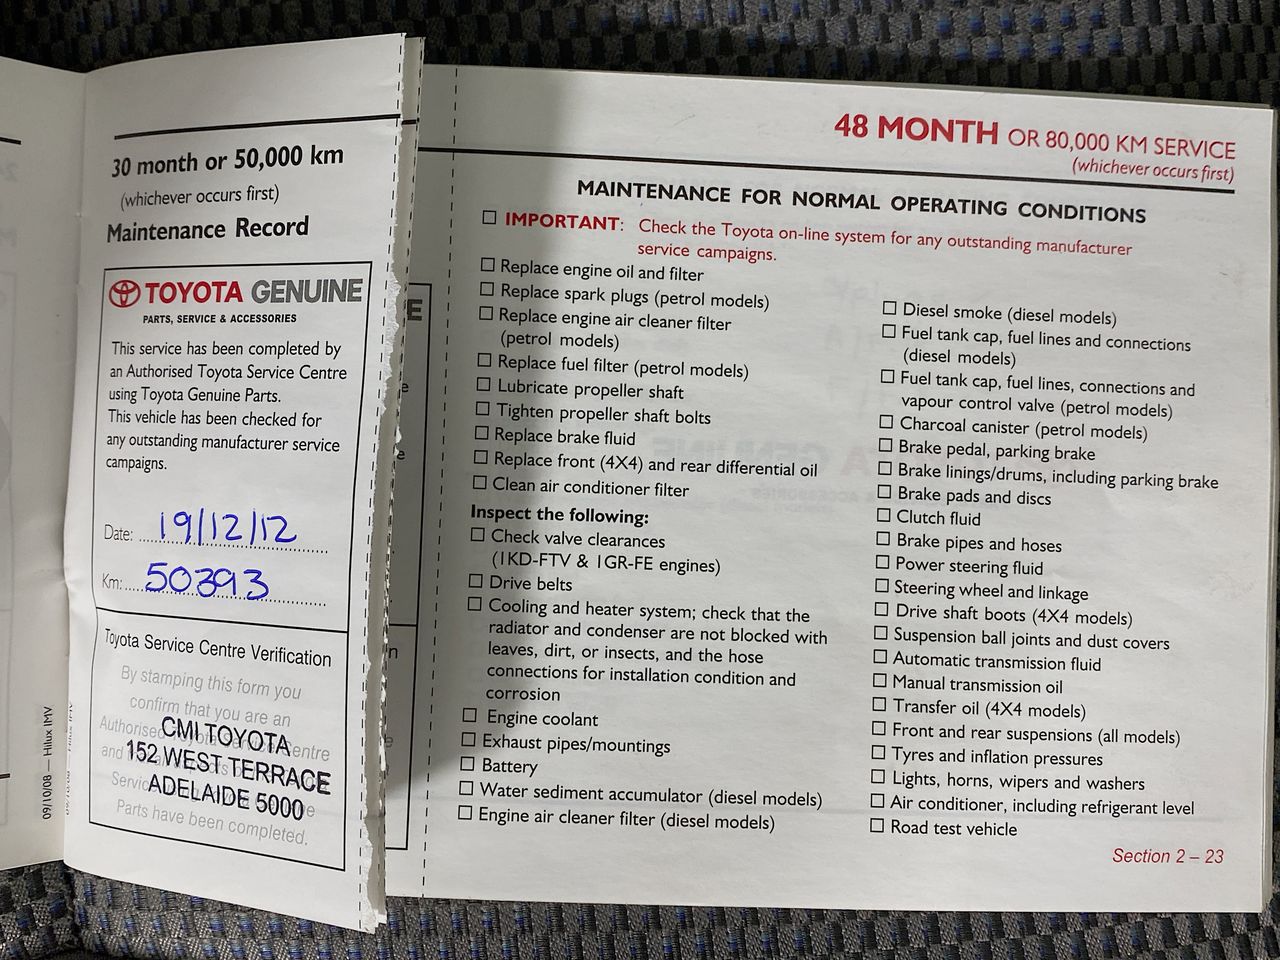 30 month or 50,000 km
(whichever occurs first)
Maintenance Record
TOYOTA GENUINE
PARTS, SERVICE & ACCESSORIES
This service has been completed by
an Authorised Toyota Service Centre
using Toyota Genuine Parts.
This vehicle has been checked for
any outstanding manufacturer service
campaigns.
Date: 19/12/12
Km: 50393
Toyota Service Centre Verification
By stamping this form you
confirm that you are an
Authorised Toyota Service Centre
CMI TOYOTA
152 WEST TERRACE
ADELAIDE 5000
Parts have been completed.
09/10/08 — Hilux IMV
48 MONTH OR 80,000 KM SERVICE
(whichever occurs first)
MAINTENANCE FOR NORMAL OPERATING CONDITIONS
IMPORTANT: Check the Toyota on-line system for any outstanding manufacturer
service campaigns.
Replace engine oil and filter
Replace spark plugs (petrol models)
Replace engine air cleaner filter
(petrol models)
Replace fuel filter (petrol models)
Lubricate propeller shaft
Tighten propeller shaft bolts
Replace brake fluid
Replace front (4X4) and rear differential oil
Clean air conditioner filter
Inspect the following:
Check valve clearances
(1KD-FTV & 1GR-FE engines)
Drive belts
Cooling and heater system; check that the
radiator and condenser are not blocked with
leaves, dirt, or insects, and the hose
connections for installation condition and
corrosion
Engine coolant
Exhaust pipes/mountings
Battery
Water sediment accumulator (diesel models)
Engine air cleaner filter (diesel models)
Diesel smoke (diesel models)
Fuel tank cap, fuel lines and connections
(diesel models)
Fuel tank cap, fuel lines, connections and
vapour control valve (petrol models)
Charcoal canister (petrol models)
Brake pedal, parking brake
Brake linings/drums, including parking brake
Brake pads and discs
Clutch fluid
Brake pipes and hoses
Power steering fluid
Steering wheel and linkage
Drive shaft boots (4X4 models)
Suspension ball joints and dust covers
Automatic transmission fluid
Manual transmission oil
Transfer oil (4X4 models)
Front and rear suspensions (all models)
Tyres and inflation pressures
Lights, horns, wipers and washers
Air conditioner, including refrigerant level
Road test vehicle
Section 2 – 23